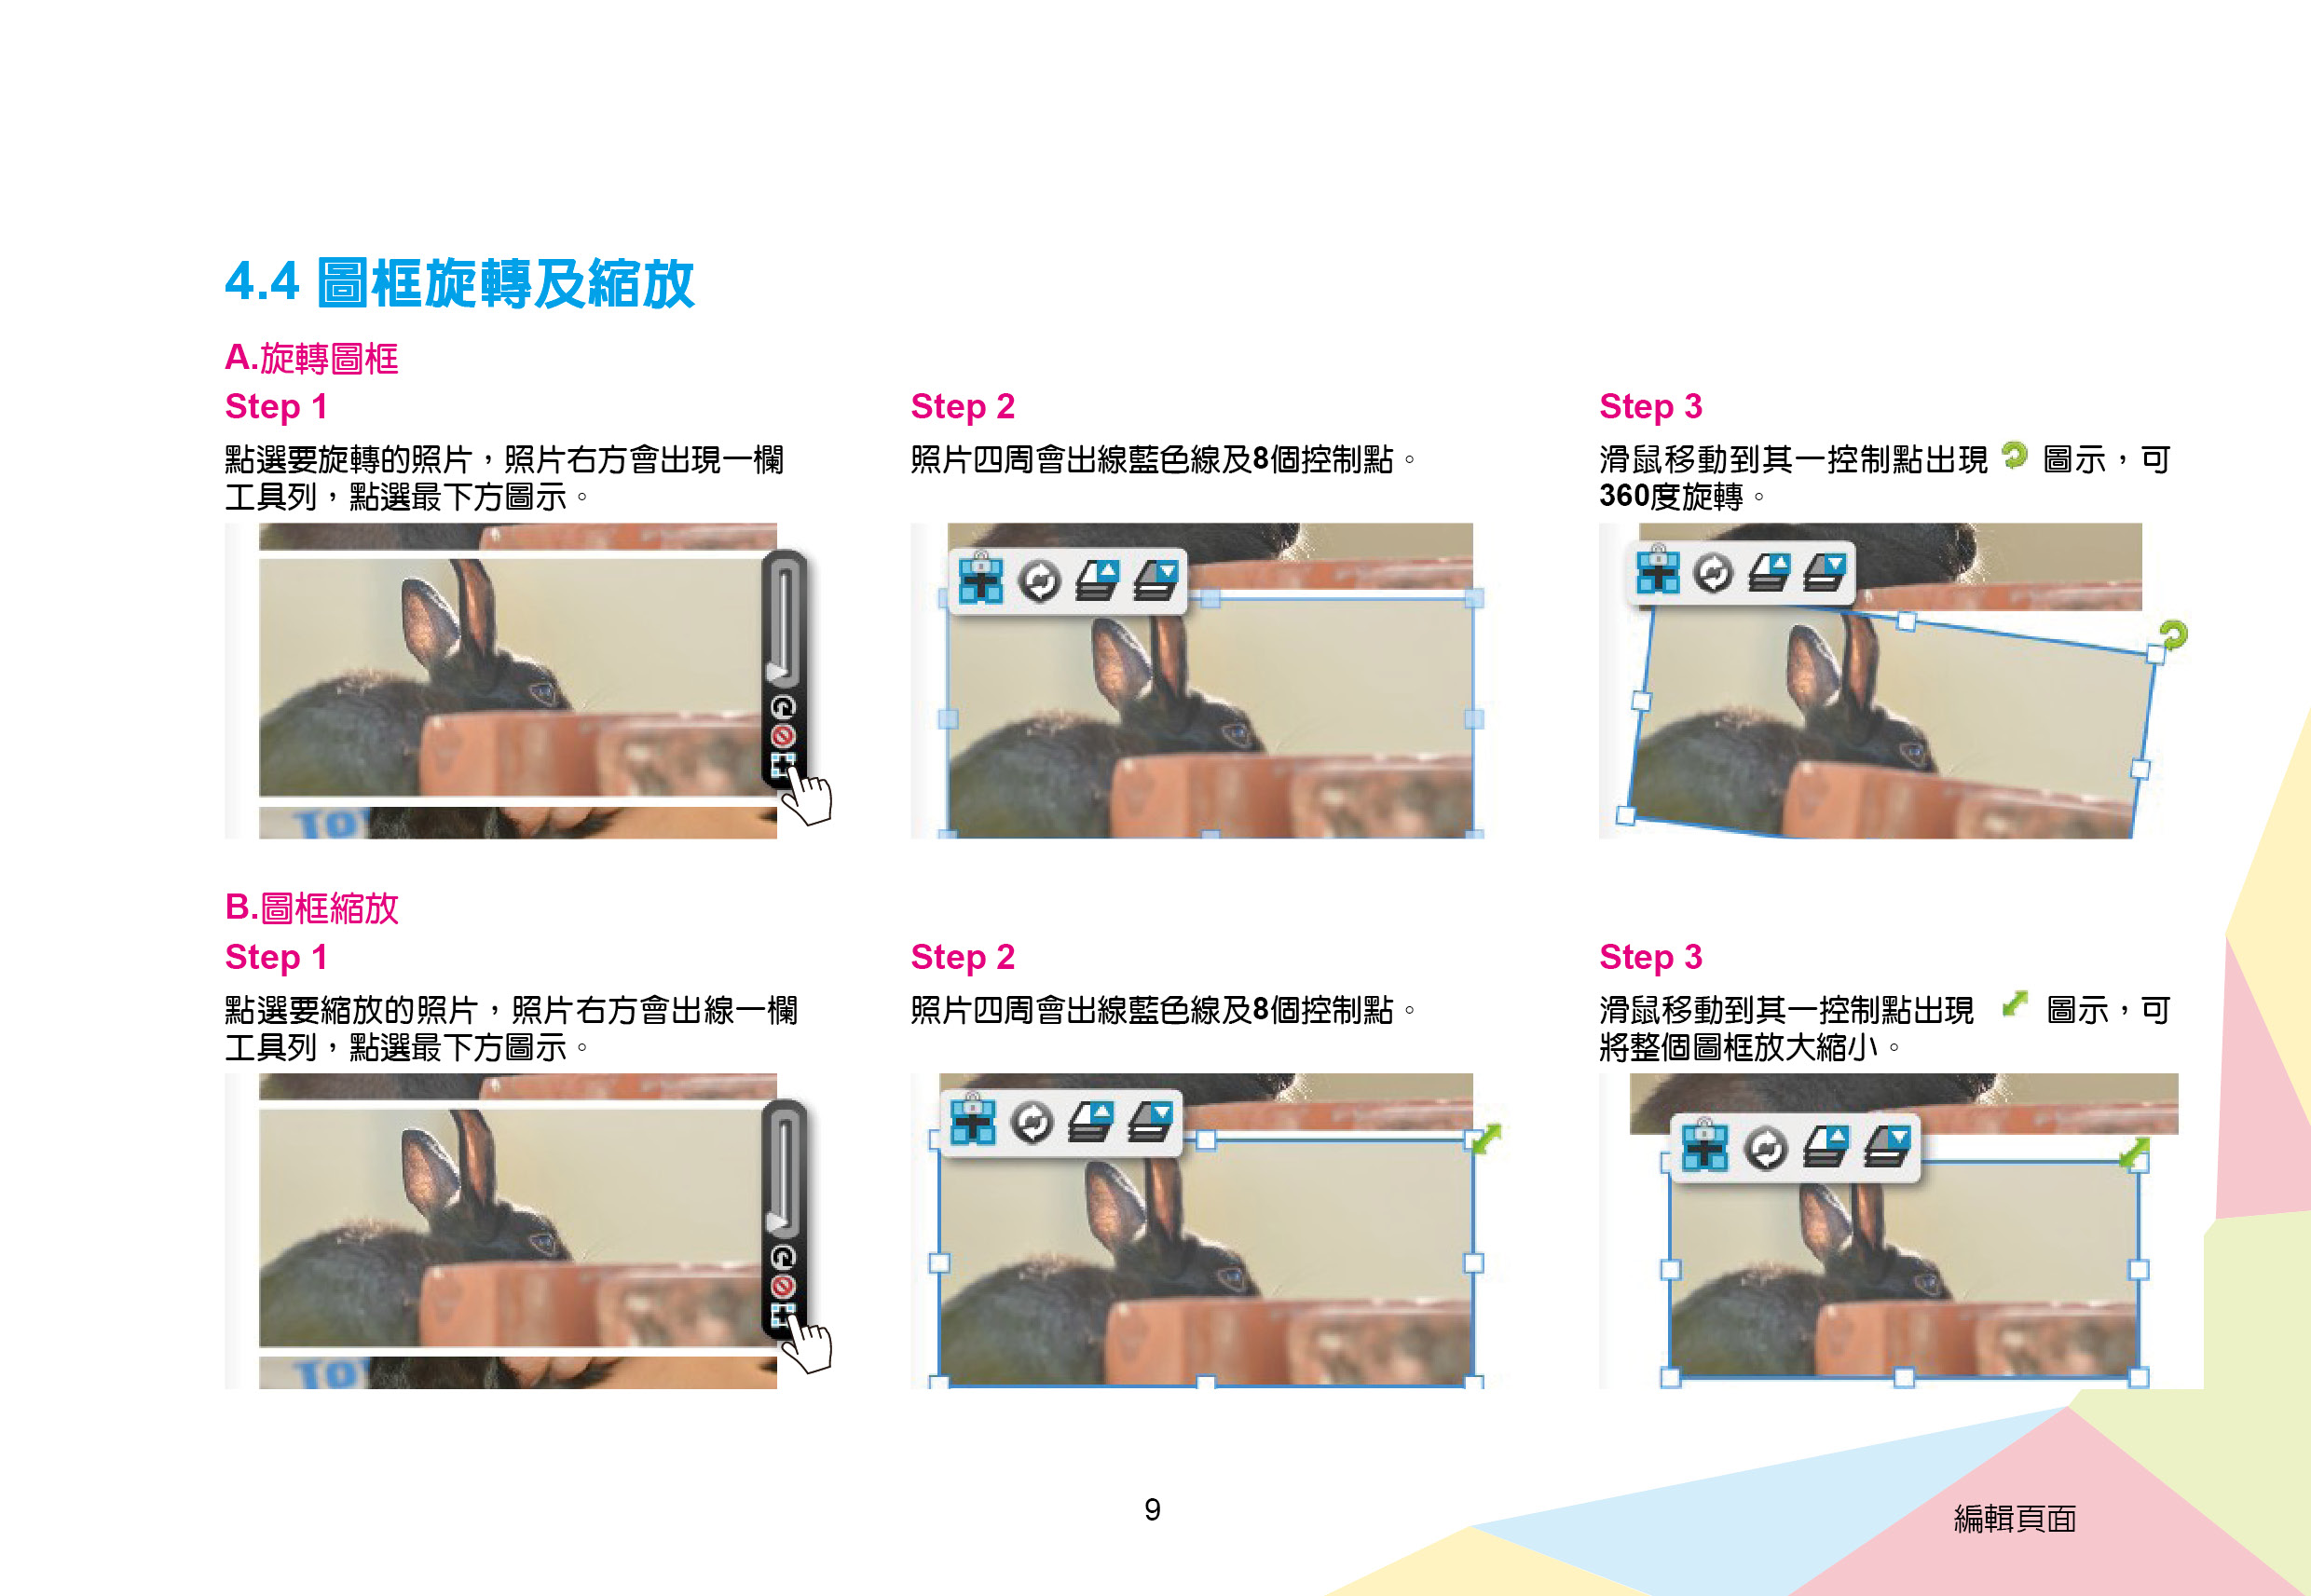 4.4 圖框旋轉及縮放
A.旋轉圖框
Step 1
點選要旋轉的照片，照片右方會出現一欄
工具列，點選最下方圖示。
Step 2
照片四周會出線藍色線及8個控制點。
Step 3
滑鼠移動到其一控制點出現 圖示，可
360度旋轉。
B.圖框縮放
Step 1
點選要縮放的照片，照片右方會出線一欄
工具列，點選最下方圖示。
Step 2
照片四周會出線藍色線及8個控制點。
Step 3
滑鼠移動到其一控制點出現 圖示，可
將整個圖框放大縮小。
9
編輯頁面